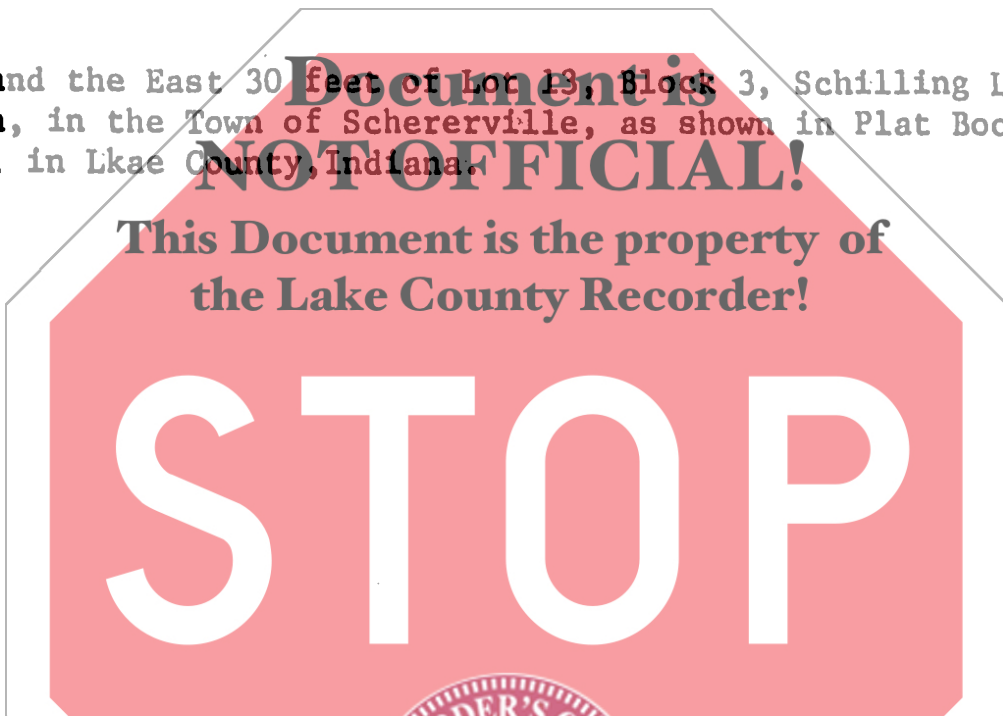 and the East 30 feet of Lot 13, Block 3, Schilling
Document is
in the Town of Schererville, as shown in Plat
in Lkae County,Indiana.
NOT OFFICIAL!
This Document is the property of
the Lake County Recorder!
STOP